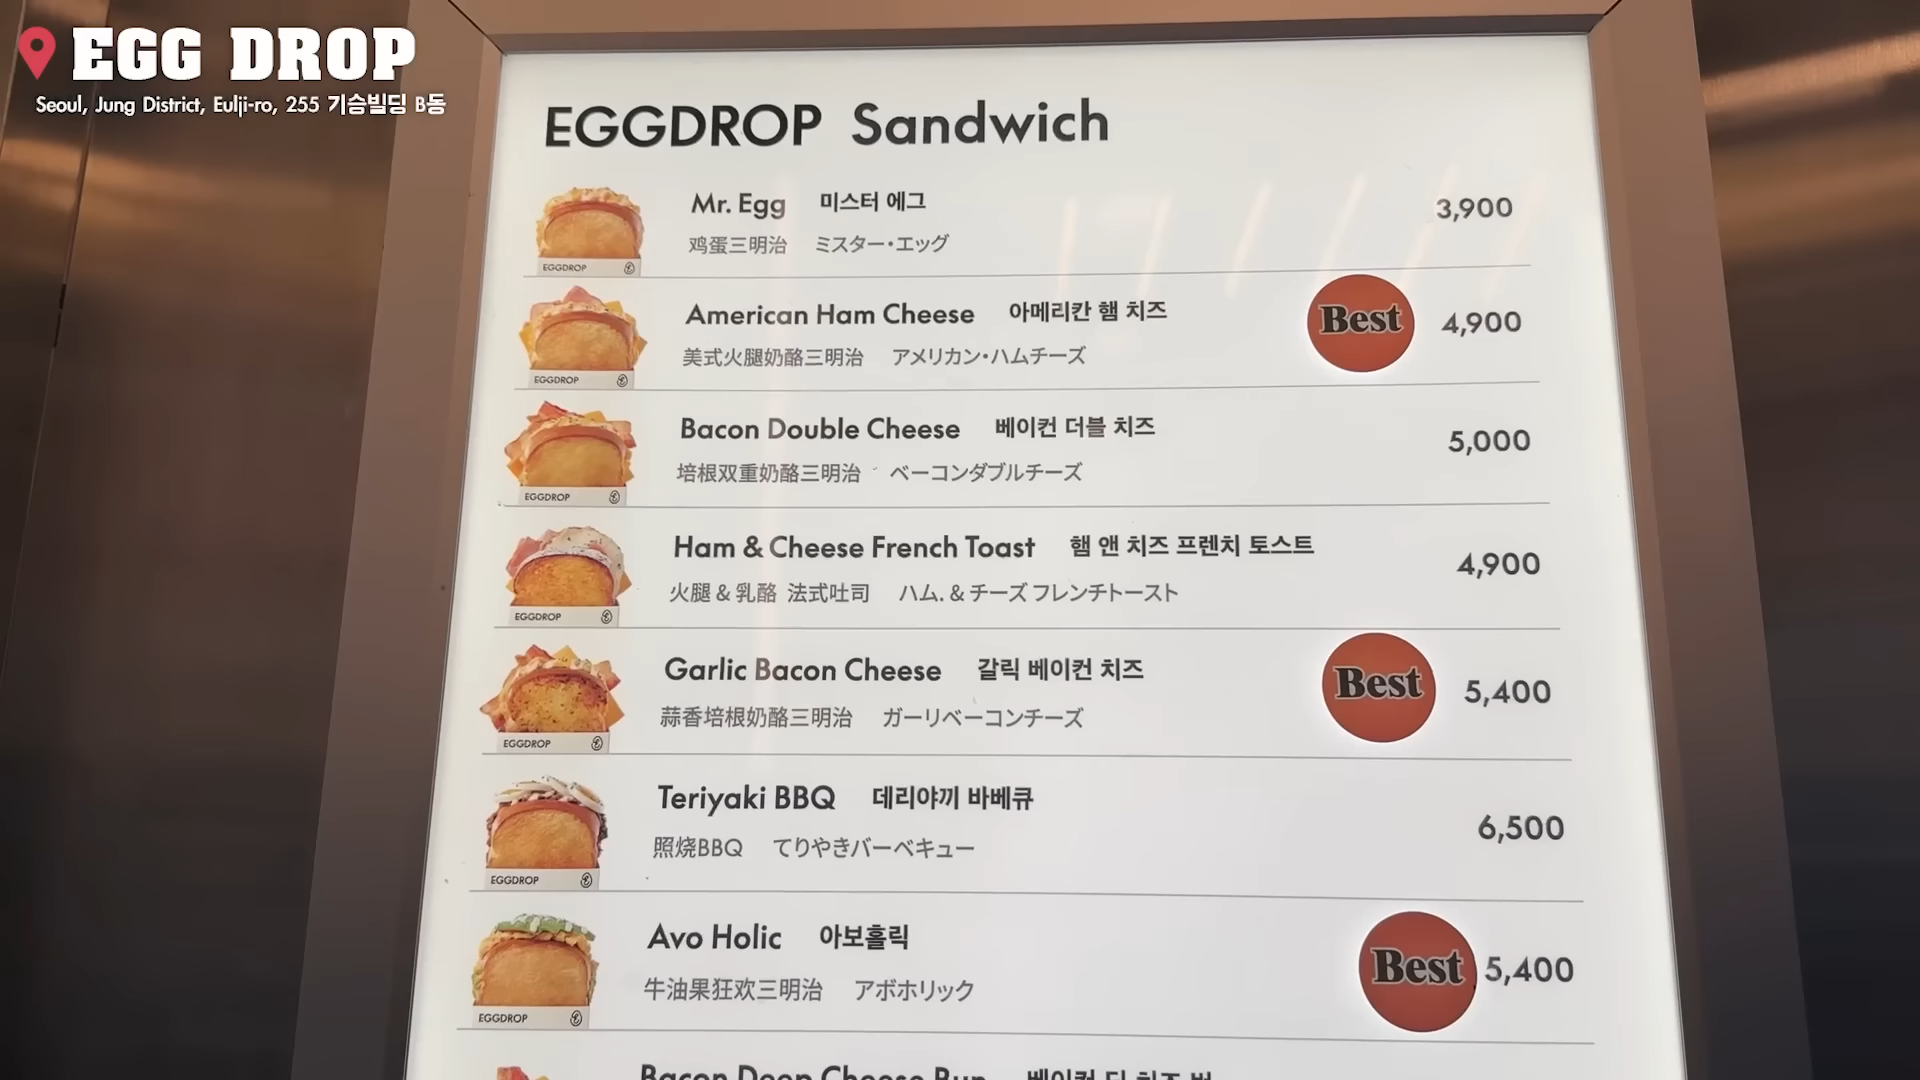 EGG DROP
Seoul, Jung District, Eulji-ro, 255 기승빌딩 B동
EGGDROP Sandwich
Mr. Egg 미스터 에그 3,900
鸡蛋三明治 ミスター・エッグ
EGGDROP
American Ham Cheese 아메리칸 햄 치즈 Best 4,900
美式火腿奶酪三明治 アメリカン・ハムチーズ
EGGDROP
Bacon Double Cheese 베이컨 더블 치즈 5,000
培根双重奶酪三明治 ベーコンダブルチーズ
EGGDROP
Ham & Cheese French Toast 햄 앤 치즈 프렌치 토스트 4,900
火腿 & 乳酪 法式吐司 ハム. & チーズ フレンチトースト
EGGDROP
Garlic Bacon Cheese 갈릭 베이컨 치즈 Best 5,400
蒜香培根奶酪三明治 ガーリベーコンチーズ
EGGDROP
Teriyaki BBQ 데리야끼 바베큐 6,500
照烧BBQ てりやきバーベキュー
EGGDROP
Avo Holic 아보홀릭 Best 5,400
牛油果狂欢三明治 アボホリック
EGGDROP
Bacon Deep Cheese Bun 베이컨 딥 치즈 번